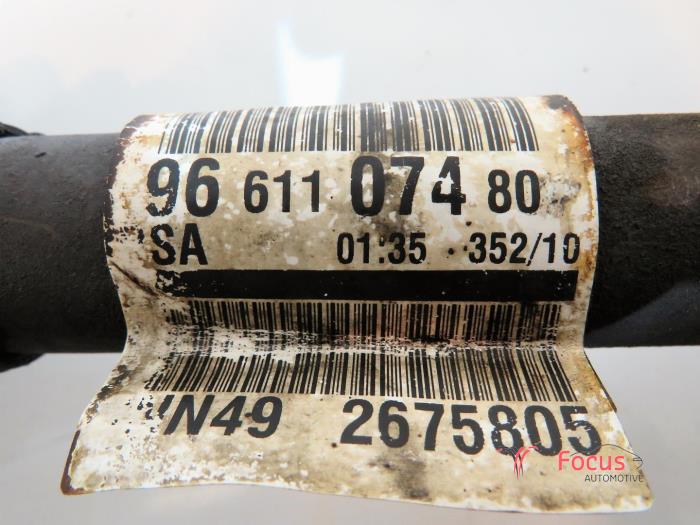 96 611 074 80
SA 01:35 352/10
N49 2675805
Focus
AUTOMOTIVE